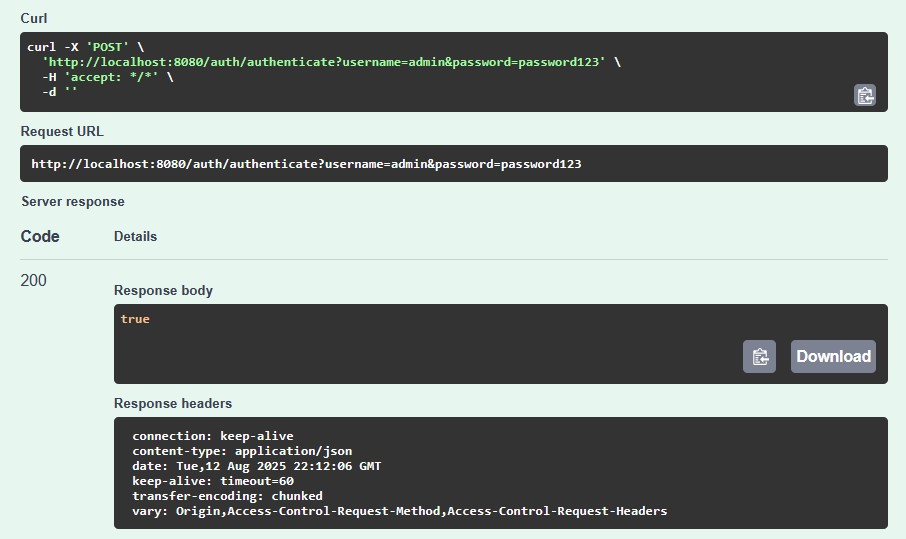 Curl
curl -X 'POST' \
  'http://localhost:8080/auth/authenticate?username=admin&password=password123' \
  -H 'accept: */*' \
  -d ''
Request URL
http://localhost:8080/auth/authenticate?username=admin&password=password123
Server response
Code Details
200
Response body
true
Download
Response headers
connection: keep-alive
content-type: application/json
date: Tue,12 Aug 2025 22:12:06 GMT
keep-alive: timeout=60
transfer-encoding: chunked
vary: Origin,Access-Control-Request-Method,Access-Control-Request-Headers